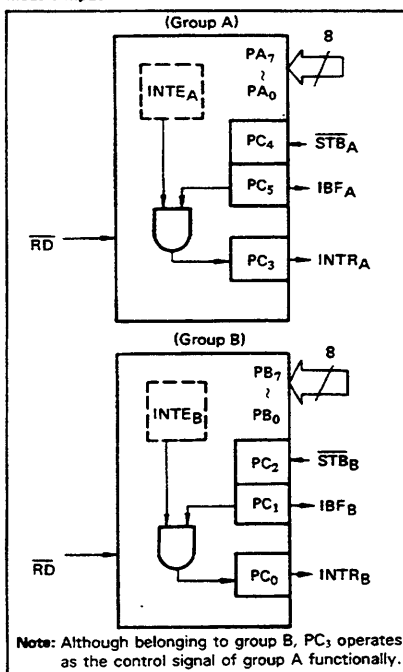 (Group A)
8
PA7
~
PA0
INTEA
PC4
STBA
PC5
IBFA
RD
PC3
INTRA
(Group B)
8
PB7
~
PB0
INTEB
PC2
STBB
PC1
IBFB
RD
PC0
INTRB
Note: Although belonging to group B, PC3 operates
as the control signal of group A functionally.